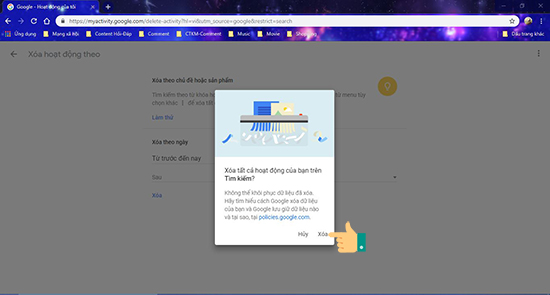 Google - Hoạt động của tôi
https://myactivity.google.com/delete-activity?hl=vi&utm_source=google&restrict=search
Ứng dụng Mạng xã hội Content Hỏi-Đáp Comment CTKM-Comment Music Movie Shopping Dấu trang khác
Xóa hoạt động theo
Xóa theo chủ đề hoặc sản phẩm
Tìm kiếm theo từ khóa
từ menu tùy
chọn khác
để xóa tất
Làm thử
Xóa theo ngày
Từ trước đến nay
Sau
Xóa
Xóa tất cả hoạt động của bạn trên
Tìm kiếm?
Không thể khôi phục dữ liệu đã xóa.
Hãy tìm hiểu cách Google xóa dữ liệu
của bạn và Google lưu giữ dữ liệu nào
và tại sao, tại policies.google.com.
Hủy Xóa